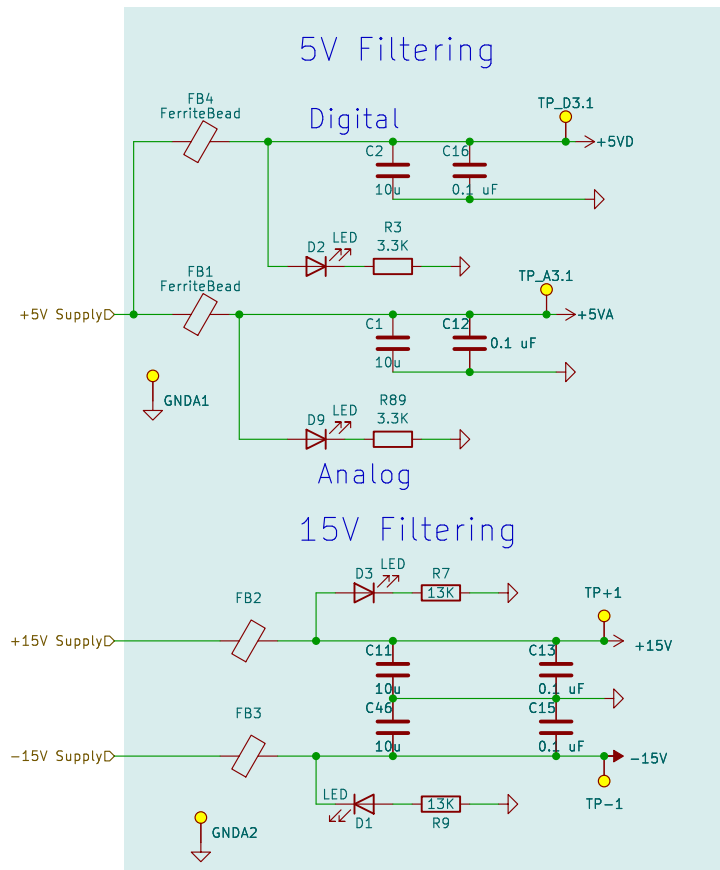 5V Filtering
FB4
FerriteBead
Digital
TP_D3.1
+5VD
C2
C16
10u
0.1 uF
LED
D2
R3
3.3K
FB1
FerriteBead
TP_A3.1
+5V Supply
+5VA
C1
C12
0.1 uF
10u
GNDA1
LED
D9
R89
3.3K
Analog
15V Filtering
LED
D3
R7
13K
FB2
TP+1
+15V Supply
+15V
C11
C13
10u
0.1 uF
C46
C15
FB3
10u
0.1 uF
-15V Supply
-15V
LED
D1
13K
R9
TP-1
GNDA2